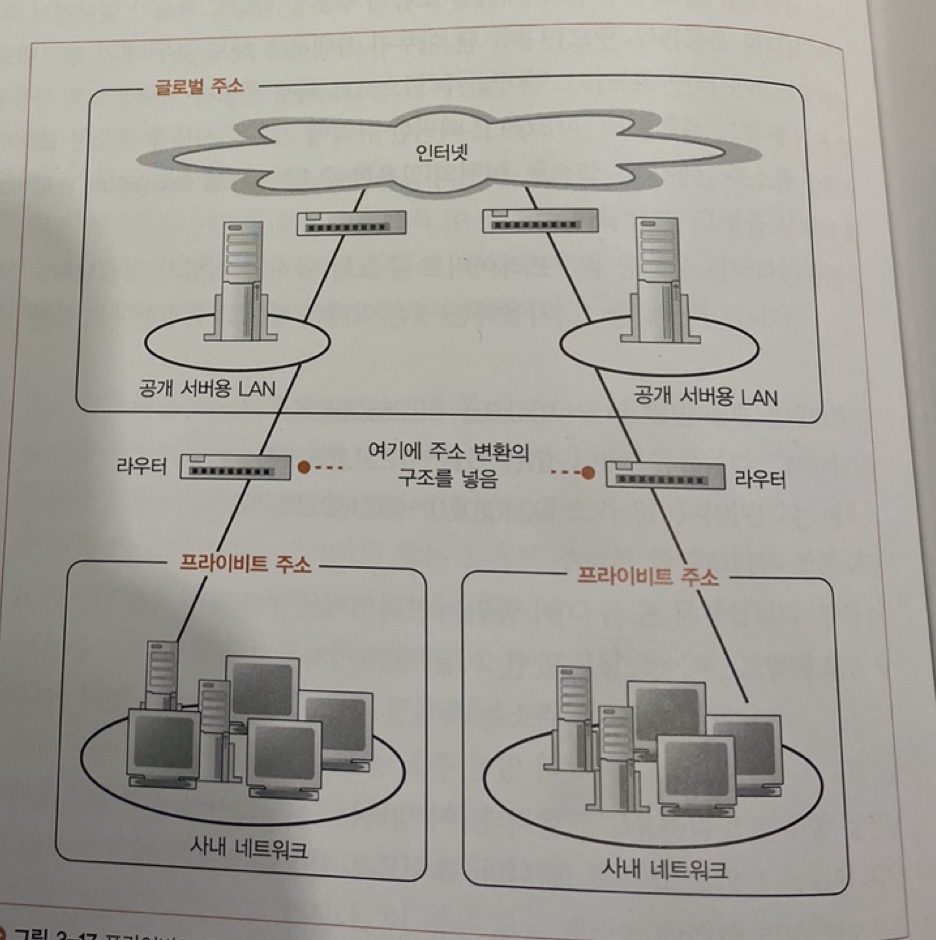 글로벌 주소
인터넷
공개 서버용 LAN
공개 서버용 LAN
라우터
여기에 주소 변환의
구조를 넣음
라우터
프라이비트 주소
프라이비트 주소
사내 네트워크
사내 네트워크
그림 3-17